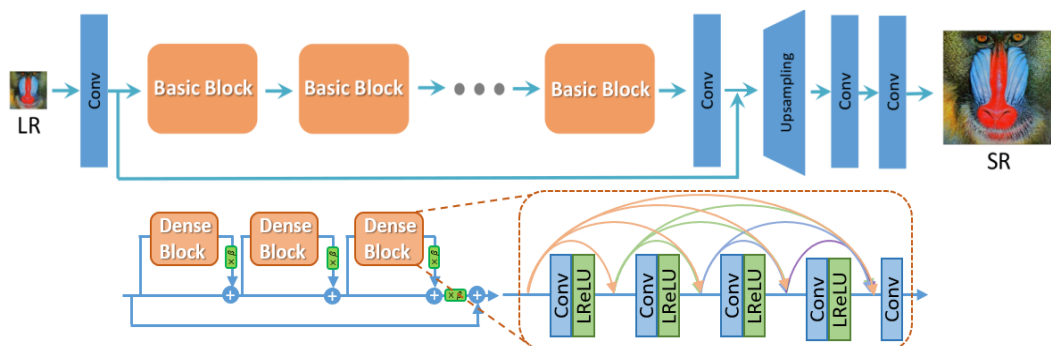 LR
Conv
Basic Block
Basic Block
Basic Block
Conv
Upsampling
Conv
Conv
SR
Dense
Block
× β
Dense
Block
× β
Dense
Block
× β
× β
+
+
+
+
Conv
LReLU
Conv
LReLU
Conv
LReLU
Conv
LReLU
Conv